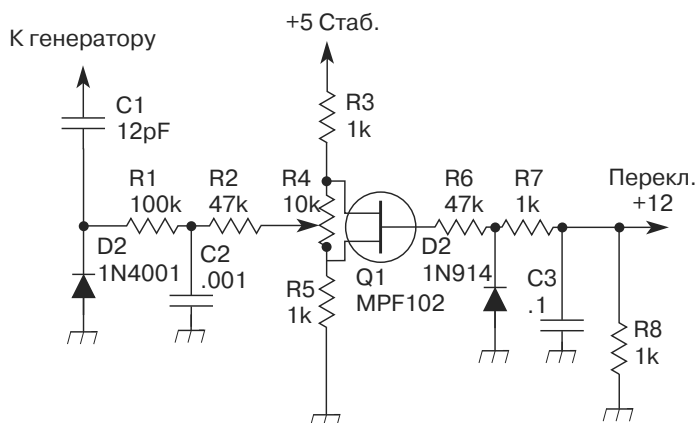 +5 Стаб.
К генератору
C1
12pF
R3
1k
R1
100k
R2
47k
R4
10k
R6
47k
R7
1k
Перекл.
+12
D2
1N4001
C2
.001
R5
1k
Q1
MPF102
D2
1N914
C3
.1
R8
1k